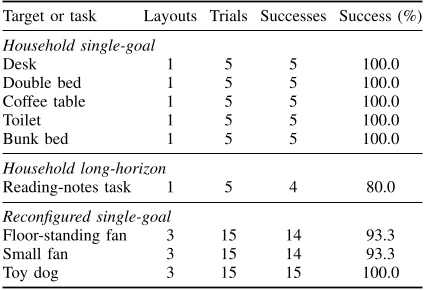 Target or task Layouts Trials Successes Success (%)
Household single-goal
Desk 1 5 5 100.0
Double bed 1 5 5 100.0
Coffee table 1 5 5 100.0
Toilet 1 5 5 100.0
Bunk bed 1 5 5 100.0
Household long-horizon
Reading-notes task 1 5 4 80.0
Reconfigured single-goal
Floor-standing fan 3 15 14 93.3
Small fan 3 15 14 93.3
Toy dog 3 15 15 100.0